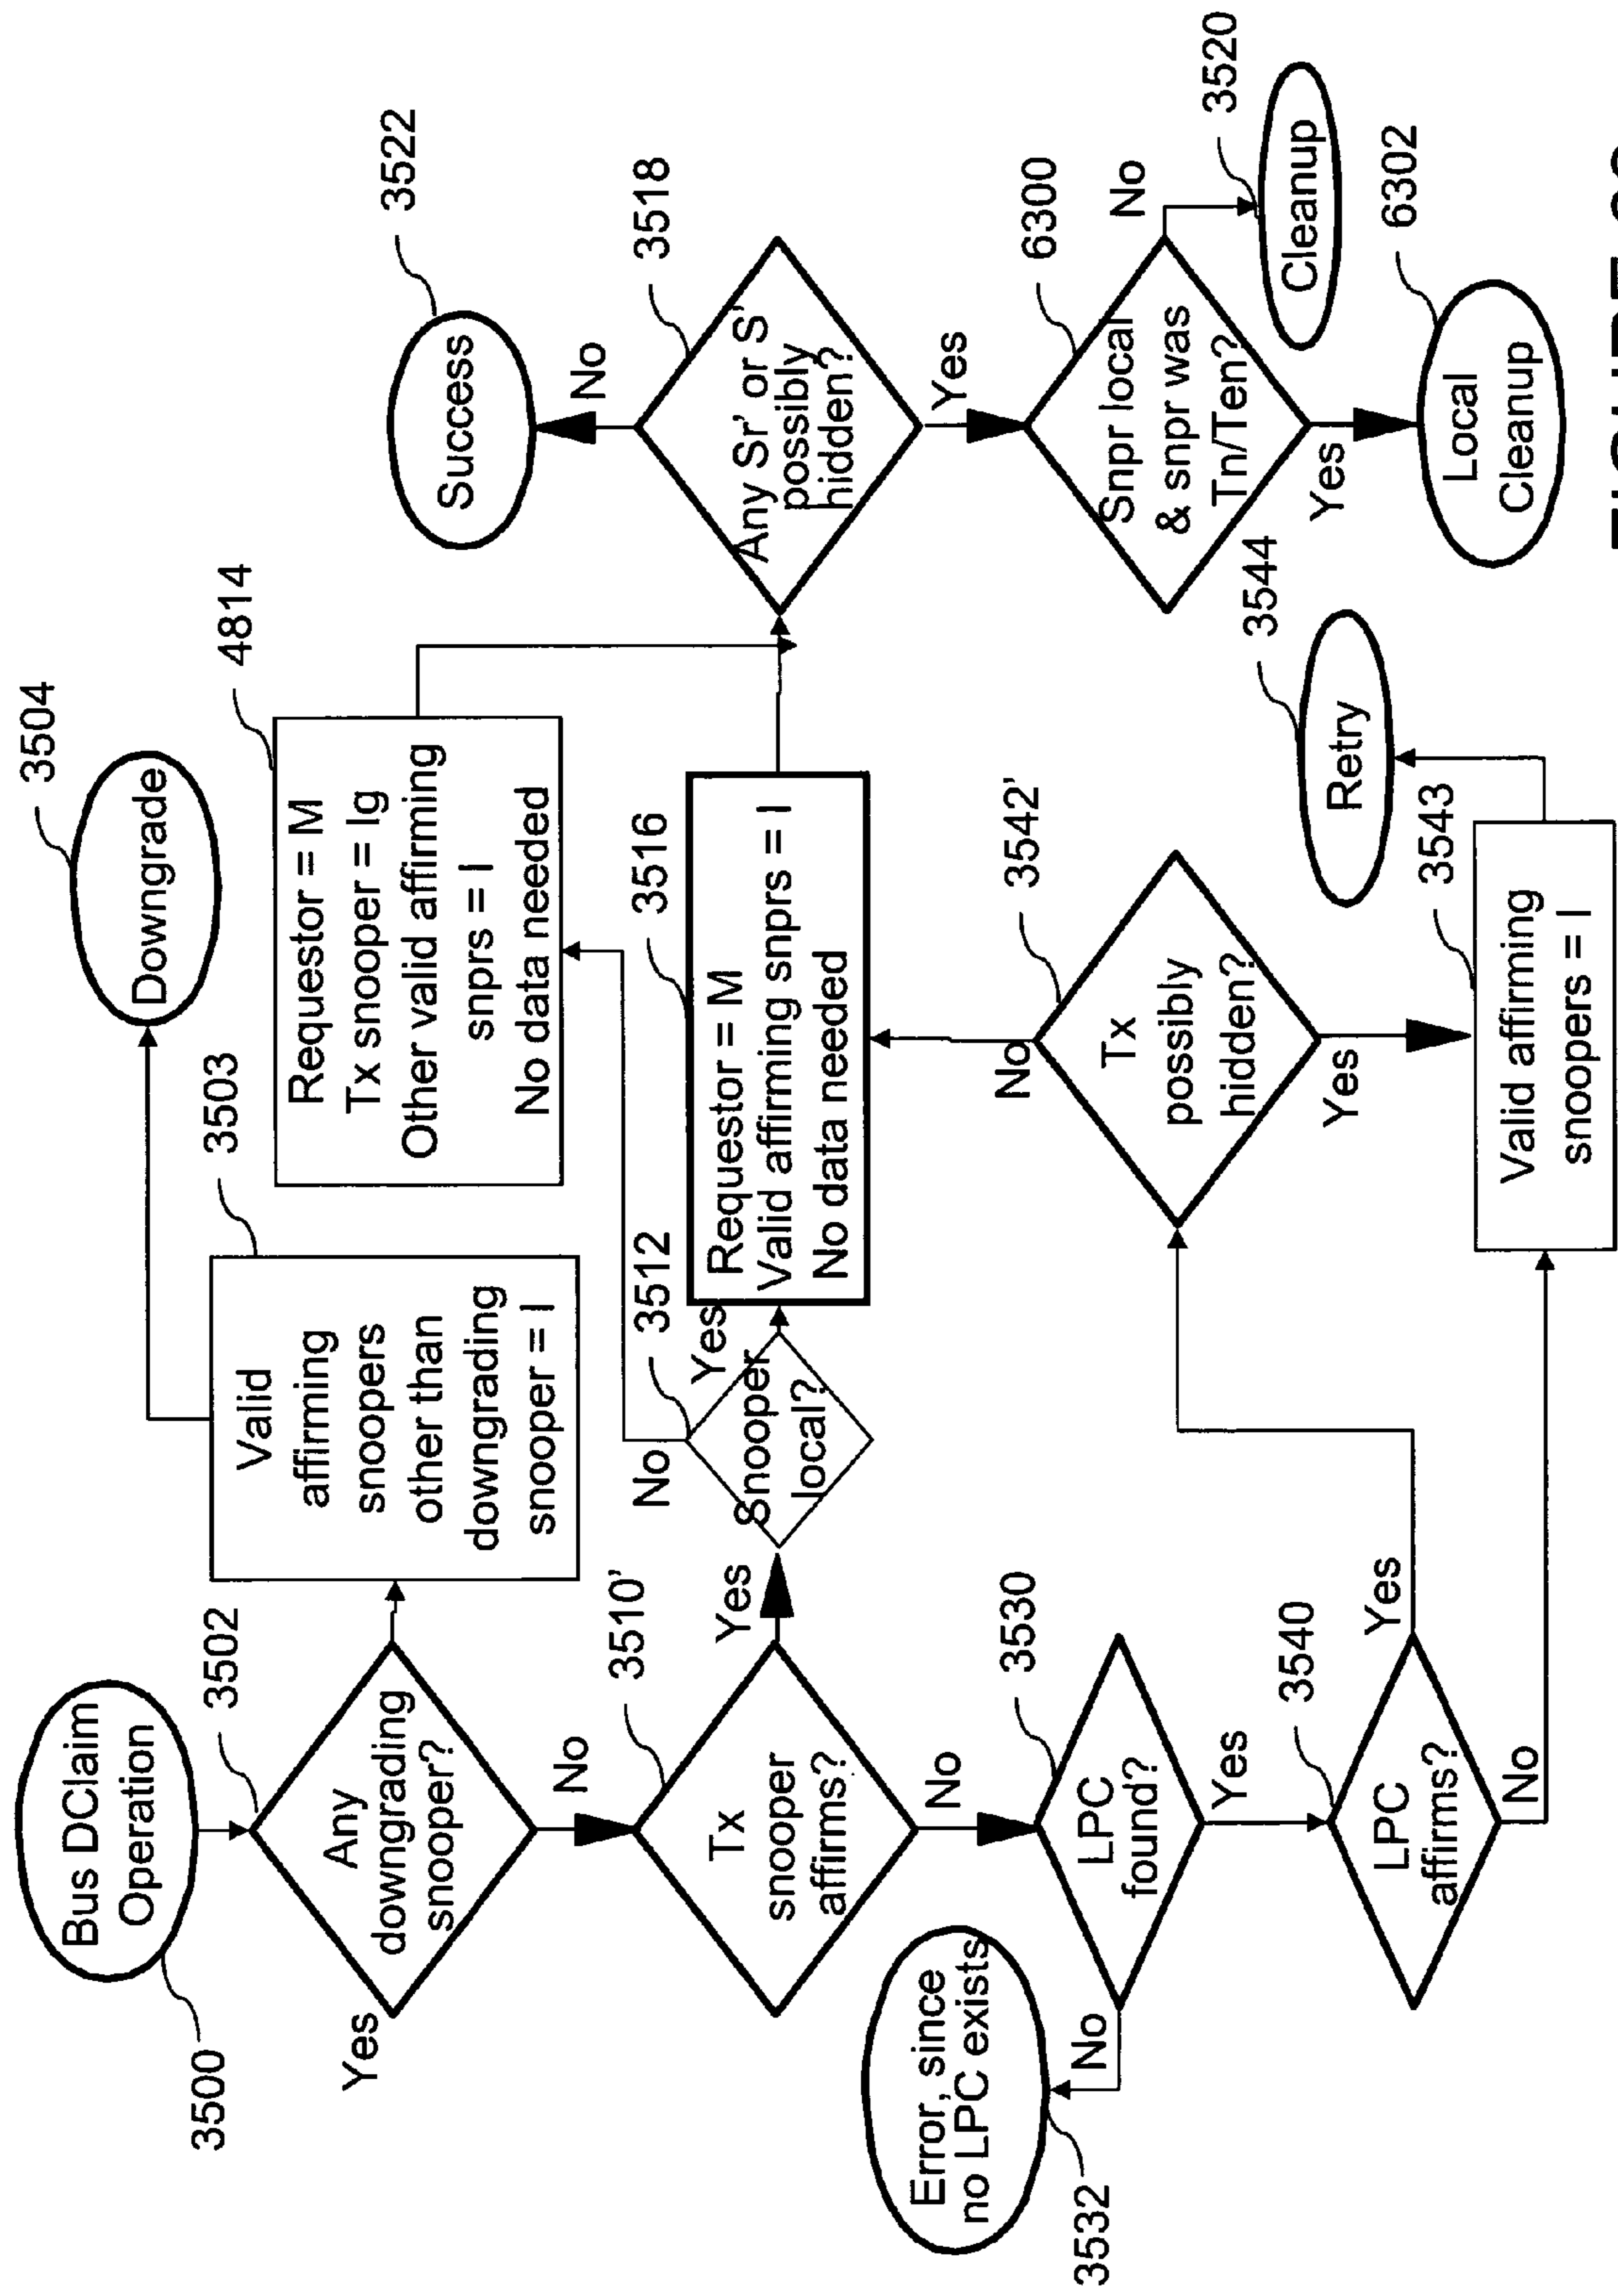 Bus DClaim
Operation
3500
3502
Any
downgrading
snooper?
Yes
No
3503
Valid
affirming
snoopers
other than
downgrading
snooper = I
3504
Downgrade
3510'
Tx
snooper
affirms?
Yes
No
3512
Snooper
local?
No
Yes
4814
Requestor = M
Tx snooper = Ig
Other valid affirming
snprs = I
No data needed
3516
Requestor = M
Valid affirming snprs = I
No data needed
3518
Any Sr' or S'
possibly
hidden?
No
Yes
3522
Success
6300
Snpr local
& snpr was
Tn/Ten?
No
Yes
3520
Cleanup
6302
Local
Cleanup
3530
LPC
found?
No
Yes
Error, since
no LPC exists
3532
3540
LPC
affirms?
Yes
No
3542'
Tx
possibly
hidden?
No
Yes
3543
Valid affirming
snoopers = I
3544
Retry